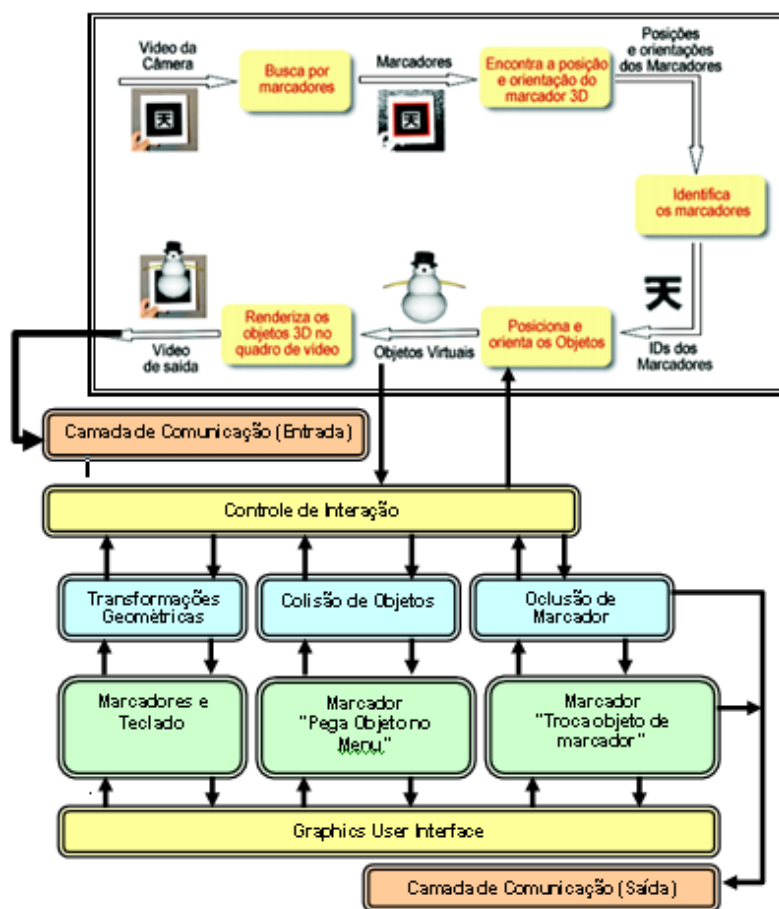 Video da
Câmera
Busca por
marcadores
Marcadores
Encontra a posição
e orientação do
marcador 3D
Posições
e orientações
dos Marcadores
Identifica
os marcadores
天
天
天
IDs dos
Marcadores
Posiciona e
orienta os Objetos
Objetos Virtuais
Renderiza os
objetos 3D no
quadro de vídeo
Vídeo
de saída
Camada de Comunicação (Entrada)
Controle de Interação
Transformações
Geométricas
Colisão de Objetos
Oclusão de
Marcador
Marcadores e
Teclado
Marcador
"Pega Objeto no
Menu"
Marcador
"Troca objeto de
marcador"
Graphics User Interface
Camada de Comunicação (Saída)